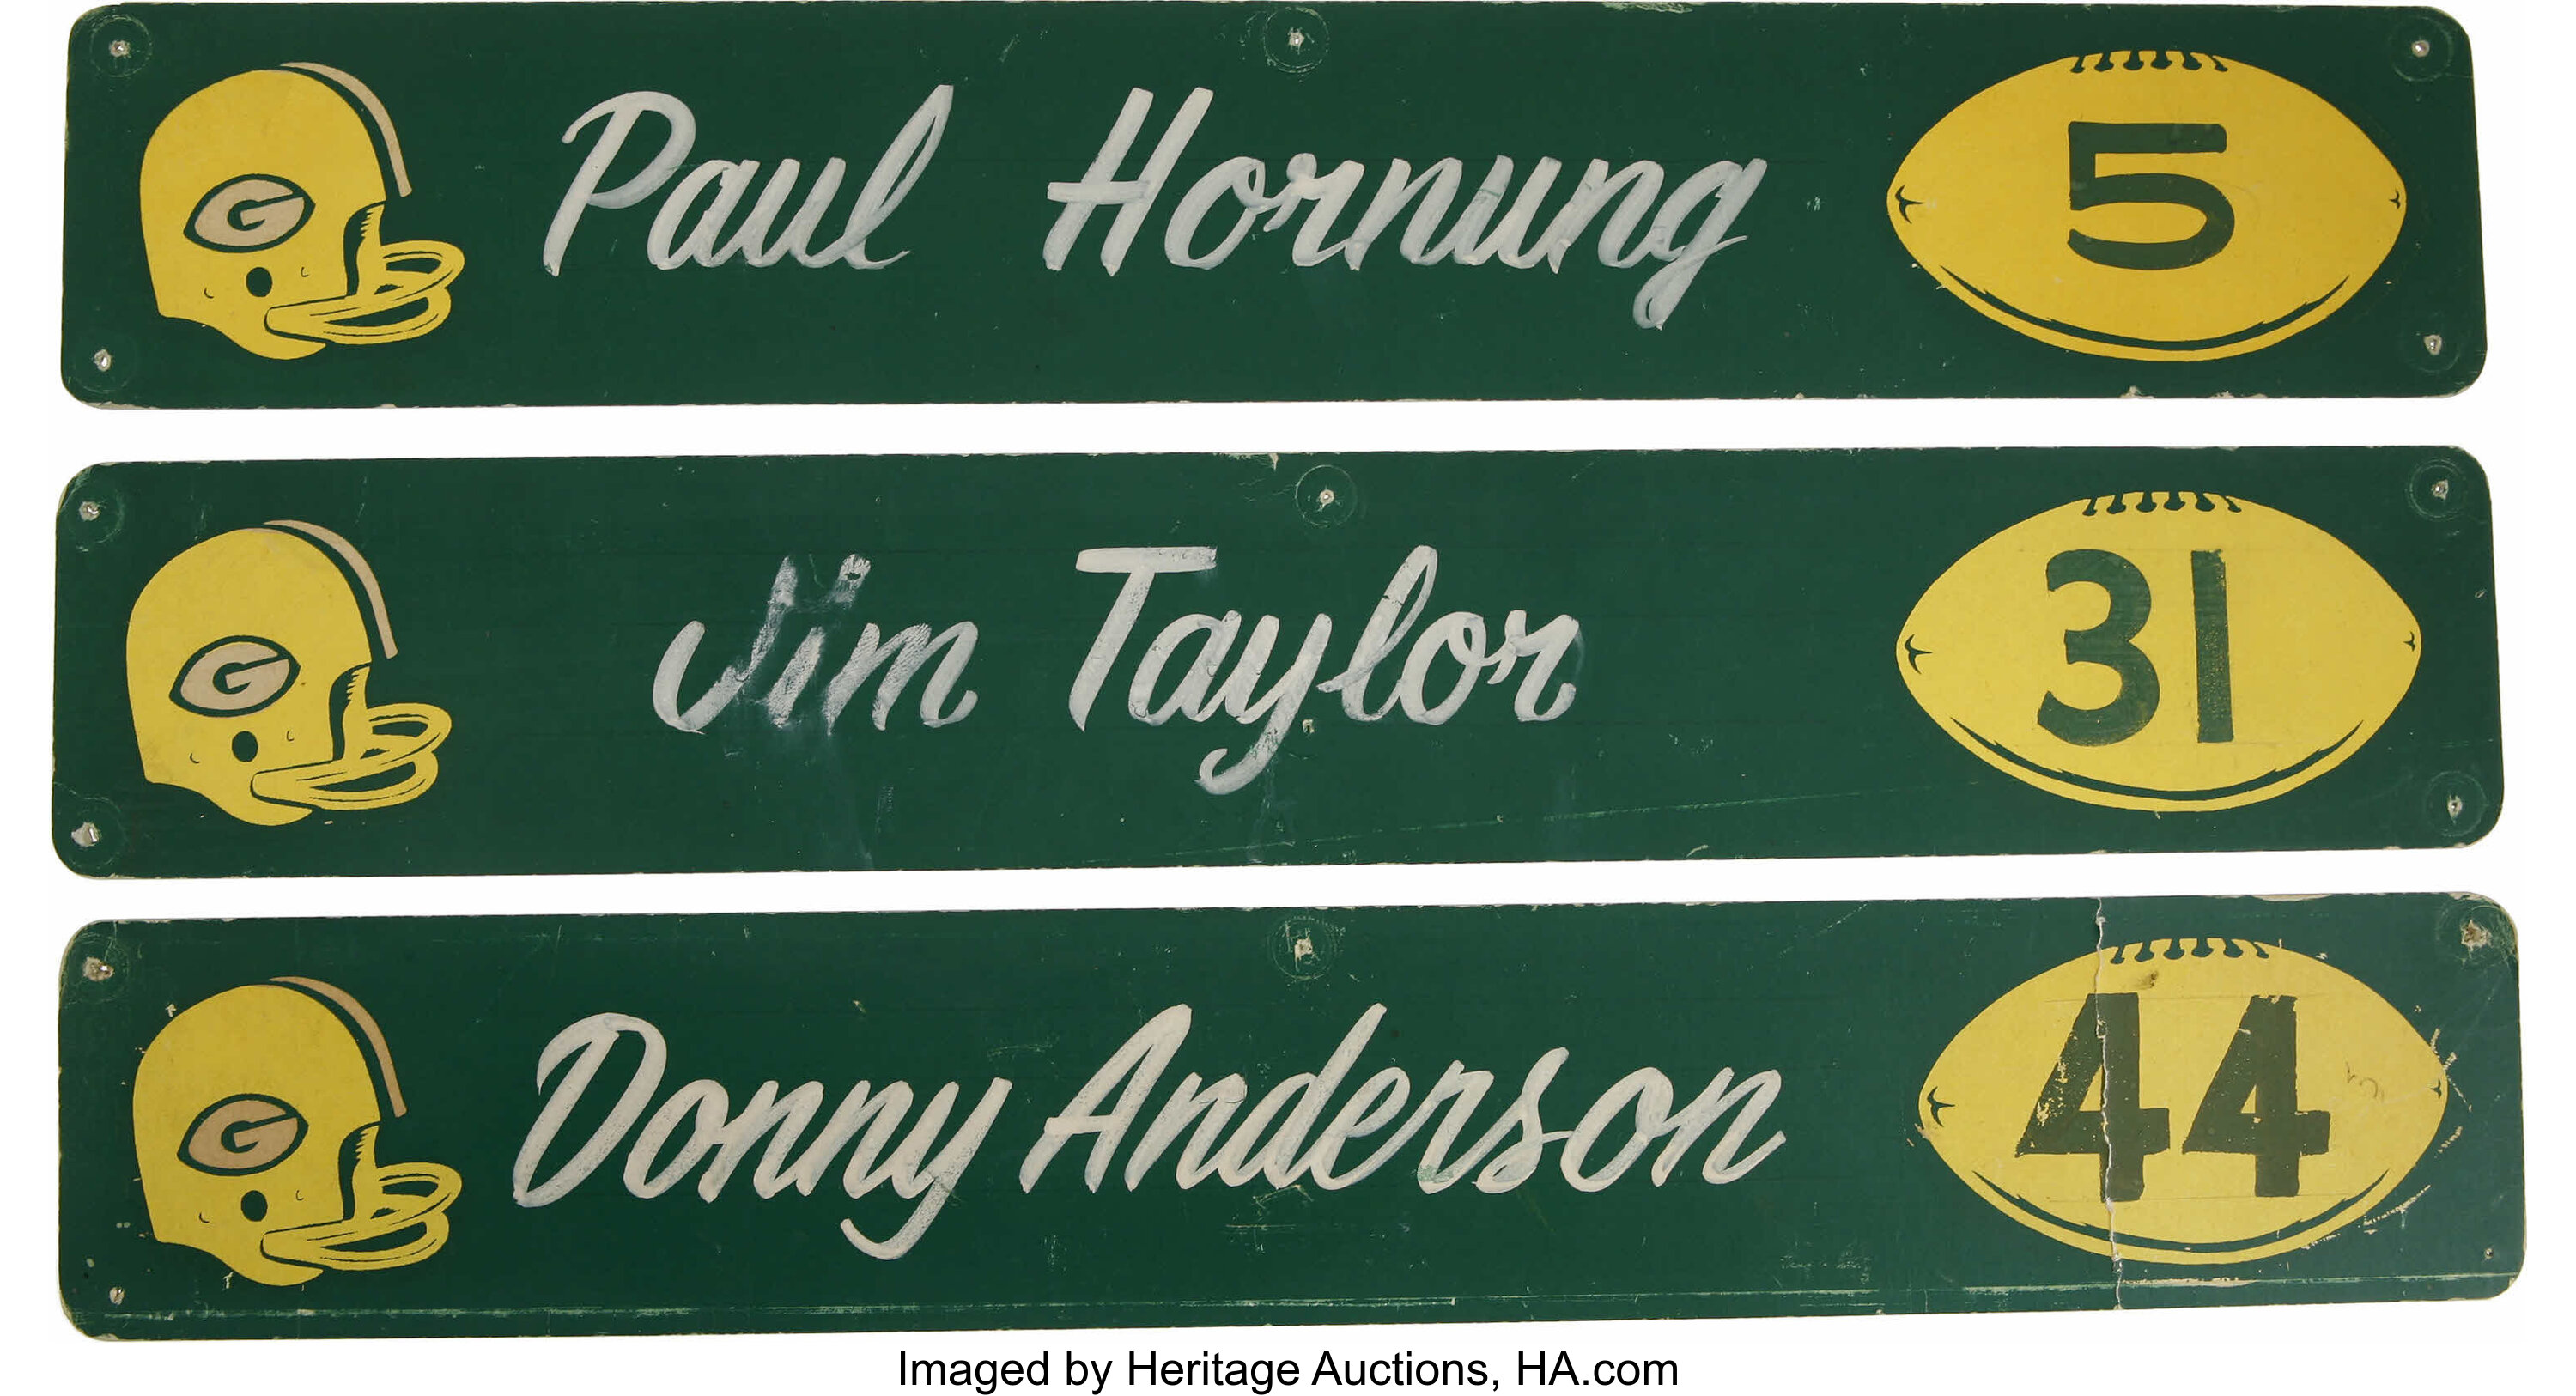 G Paul Hornung 5
G Jim Taylor 31
G Donny Anderson 44
Imaged by Heritage Auctions, HA.com